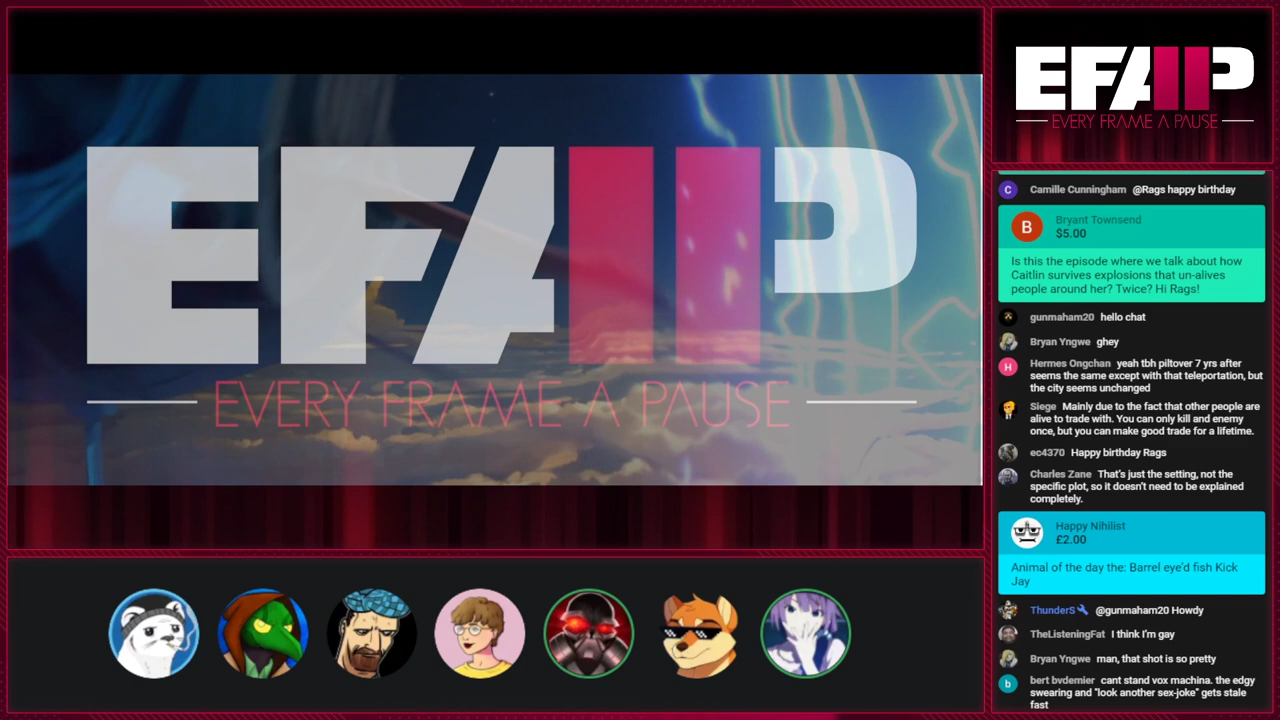 EFAP
EVERY FRAME A PAUSE
EFAP
EVERY FRAME A PAUSE
C Camille Cunningham @Rags happy birthday
B Bryant Townsend
$5.00
Is this the episode where we talk about how
Caitlin survives explosions that un-alives
people around her? Twice? Hi Rags!
gunmaham20 hello chat
Bryan Yngwe ghey
H Hermes Ongchan yeah tbh piltover 7 yrs after
seems the same except with that teleportation, but
the city seems unchanged
Siege Mainly due to the fact that other people are
alive to trade with. You can only kill and enemy
once, but you can make good trade for a lifetime.
ec4370 Happy birthday Rags
Charles Zane That's just the setting, not the
specific plot, so it doesn't need to be explained
completely.
Happy Nihilist
£2.00
Animal of the day the: Barrel eye'd fish Kick
Jay
ThunderS @gunmaham20 Howdy
TheListeningFat I think I'm gay
Bryan Yngwe man, that shot is so pretty
b bert bvdernier cant stand vox machina. the edgy
swearing and "look another sex-joke" gets stale
fast